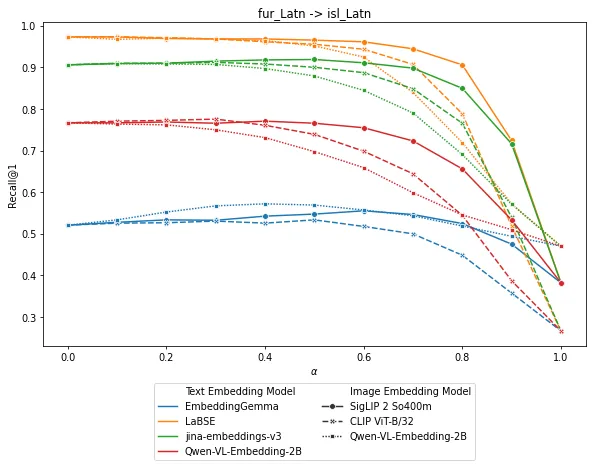 fur_Latn -> isl_Latn
Recall@1
1.0
0.9
0.8
0.7
0.6
0.5
0.4
0.3
0.0 0.2 0.4 0.6 0.8 1.0
α
Text Embedding Model
EmbeddingGemma
LaBSE
jina-embeddings-v3
Qwen-VL-Embedding-2B
Image Embedding Model
SigLIP 2 So400m
CLIP ViT-B/32
Qwen-VL-Embedding-2B